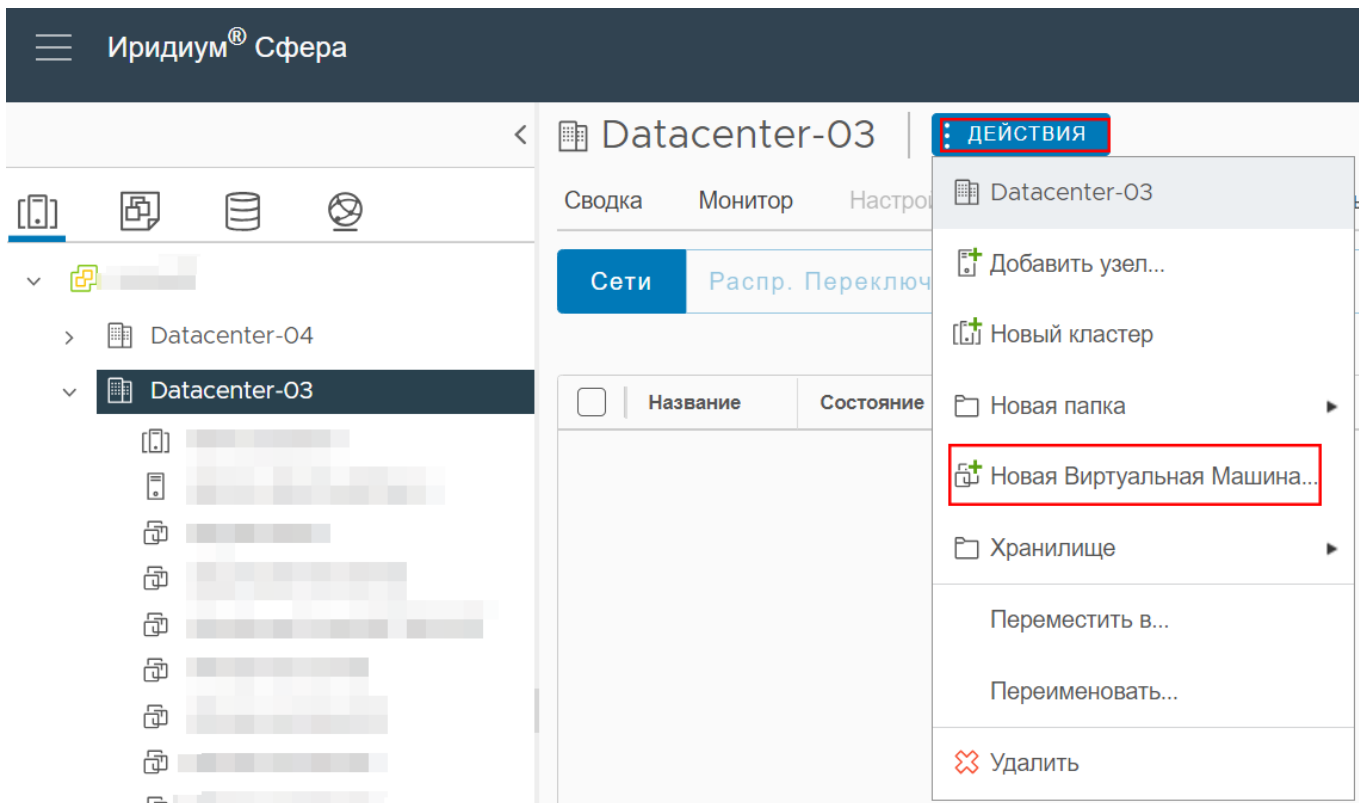 Иридиум® Сфера
Datacenter-03
ДЕЙСТВИЯ
Сводка Монитор
Сети Распр.
Название Состояние
Datacenter-04
Datacenter-03
Datacenter-03
Добавить узел...
Новый кластер
Новая папка
Новая Виртуальная Машина...
Хранилище
Переместить в...
Переименовать...
Удалить